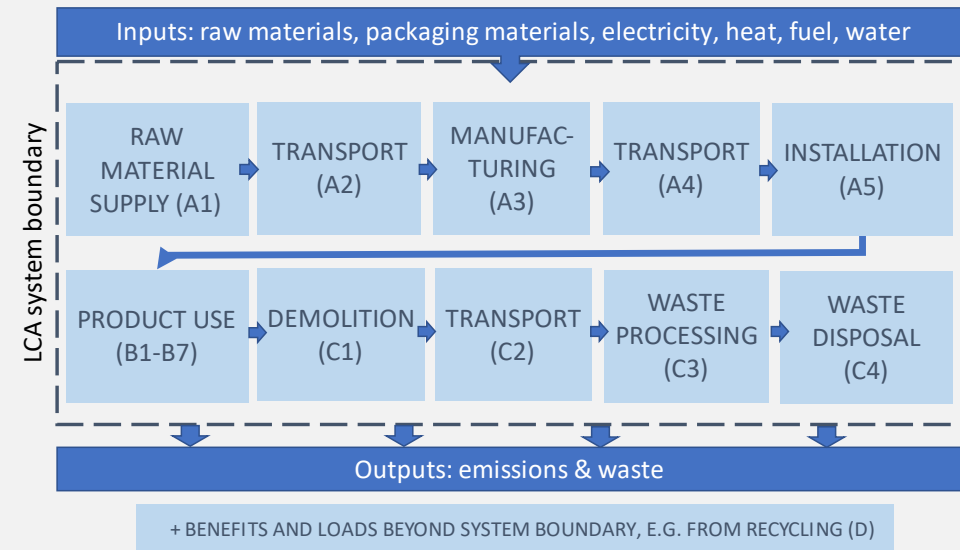 Inputs: raw materials, packaging materials, electricity, heat, fuel, water
LCA system boundary
RAW
MATERIAL
SUPPLY (A1)
TRANSPORT
(A2)
MANUFAC-
TURING
(A3)
TRANSPORT
(A4)
INSTALLATION
(A5)
PRODUCT USE
(B1-B7)
DEMOLITION
(C1)
TRANSPORT
(C2)
WASTE
PROCESSING
(C3)
WASTE
DISPOSAL
(C4)
Outputs: emissions & waste
+ BENEFITS AND LOADS BEYOND SYSTEM BOUNDARY, E.G. FROM RECYCLING (D)